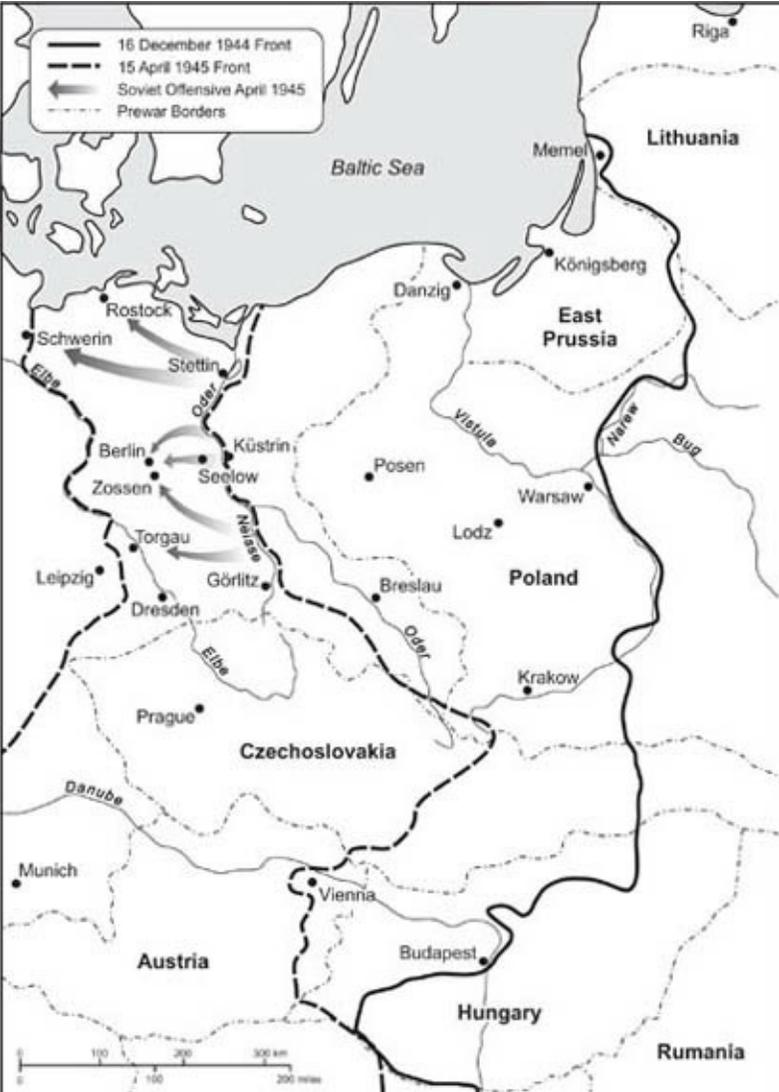 16 December 1944 Front
15 April 1945 Front
Soviet Offensive April 1945
Prewar Borders
Riga
Lithuania
Memel
Baltic Sea
Königsberg
Danzig
East
Prussia
Rostock
Schwerin
Stettin
Elbe
Oder
Vistula
Narew
Bug
Berlin
Küstrin
Seelow
Zossen
Posen
Warsaw
Neisse
Lodz
Torgau
Leipzig
Görlitz
Breslau
Poland
Dresden
Oder
Elbe
Krakow
Prague
Czechoslovakia
Danube
Munich
Vienna
Austria
Budapest
Hungary
Rumania
0 100 200 300 km
0 100 200 miles